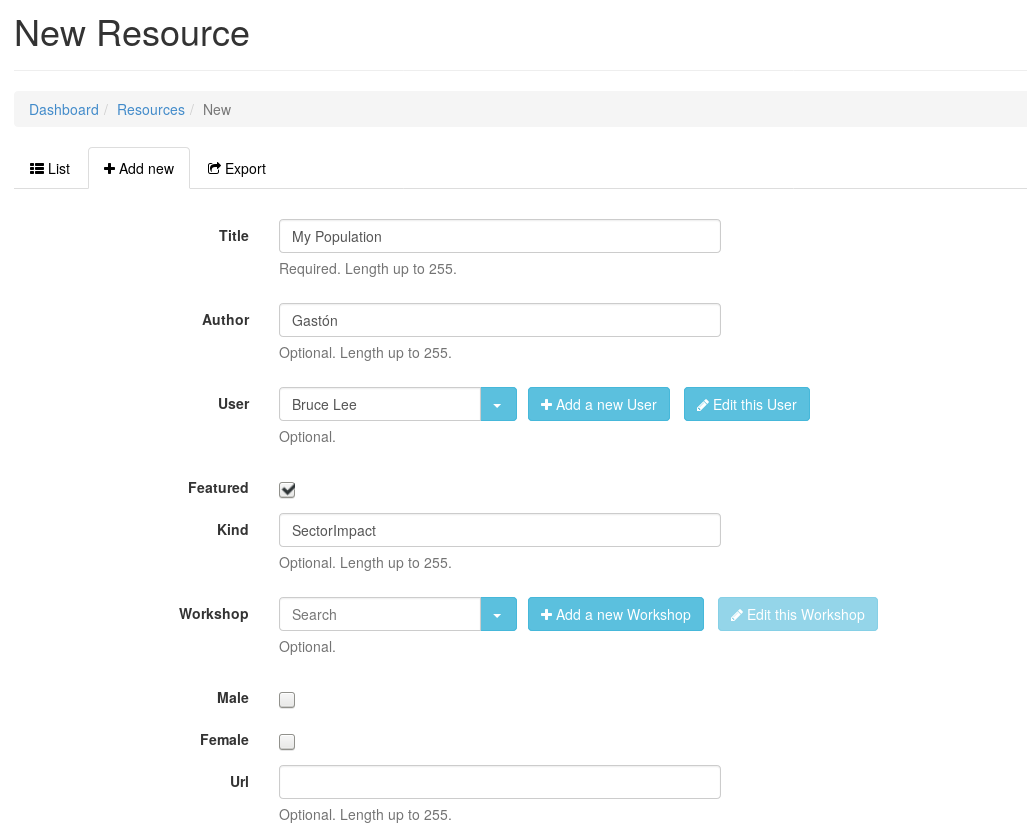 New Resource
Dashboard / Resources / New
List Add new Export
Title My Population
Required. Length up to 255.
Author Gastón
Optional. Length up to 255.
User Bruce Lee Add a new User Edit this User
Optional.
Featured
Kind SectorImpact
Optional. Length up to 255.
Workshop Search Add a new Workshop Edit this Workshop
Optional.
Male
Female
Url
Optional. Length up to 255.